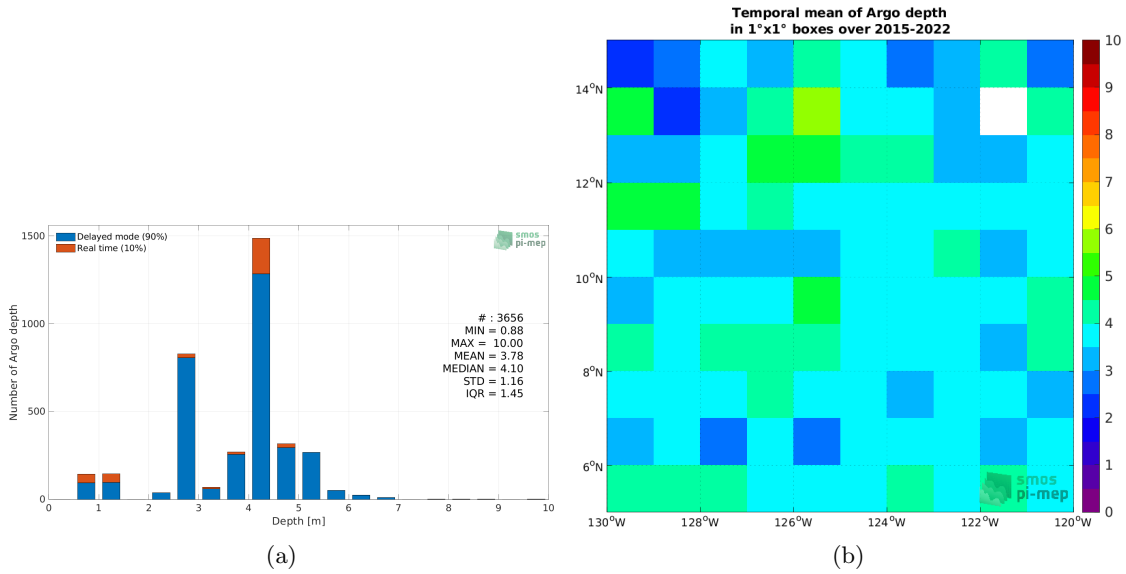 Delayed mode (90%)
Real time (10%)
smos
pi-mep
1500
1000
500
0
Number of Argo depth
# : 3656
MIN = 0.88
MAX = 10.00
MEAN = 3.78
MEDIAN = 4.10
STD = 1.16
IQR = 1.45
0 1 2 3 4 5 6 7 8 9 10
Depth [m]
(a)
Temporal mean of Argo depth
in 1°x1° boxes over 2015-2022
14°N
12°N
10°N
8°N
6°N
130°W 128°W 126°W 124°W 122°W 120°W
10
9
8
7
6
5
4
3
2
1
0
smos
pi-mep
(b)